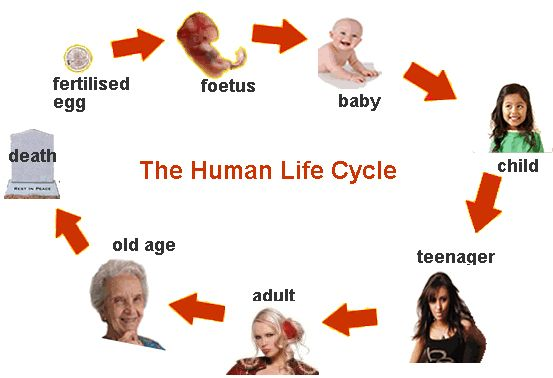 fertilised
egg
foetus
baby
child
teenager
adult
old age
death
REST IN PEACE
The Human Life Cycle